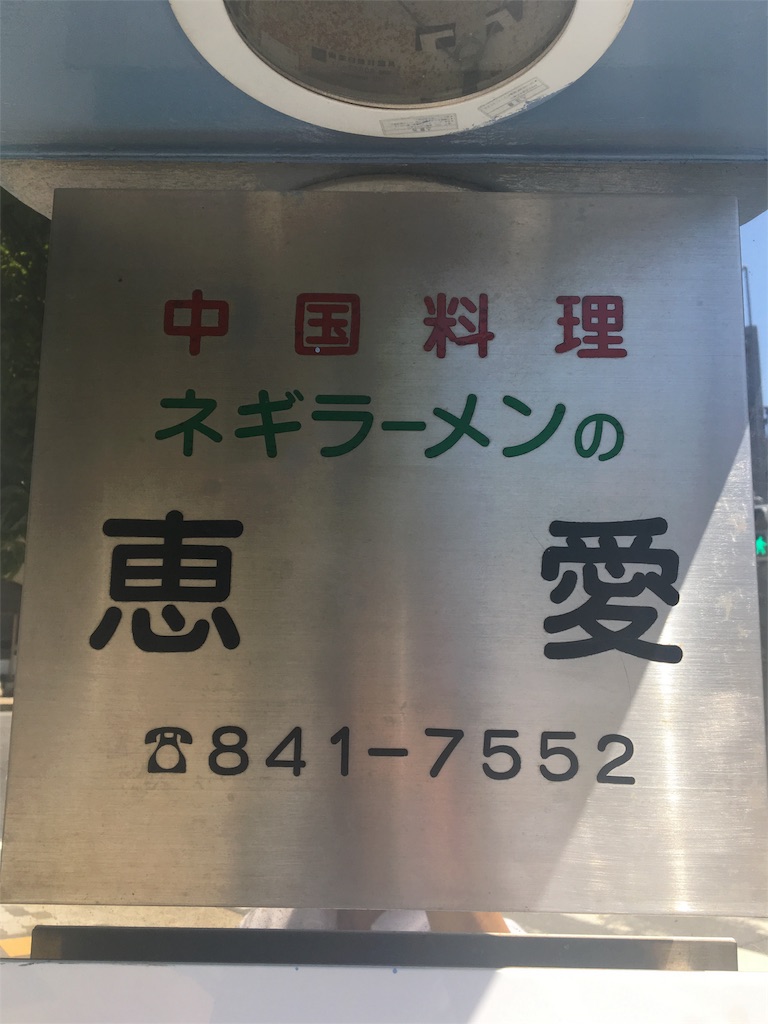 中国料理
ネギラーメンの
恵愛
☎841-7552